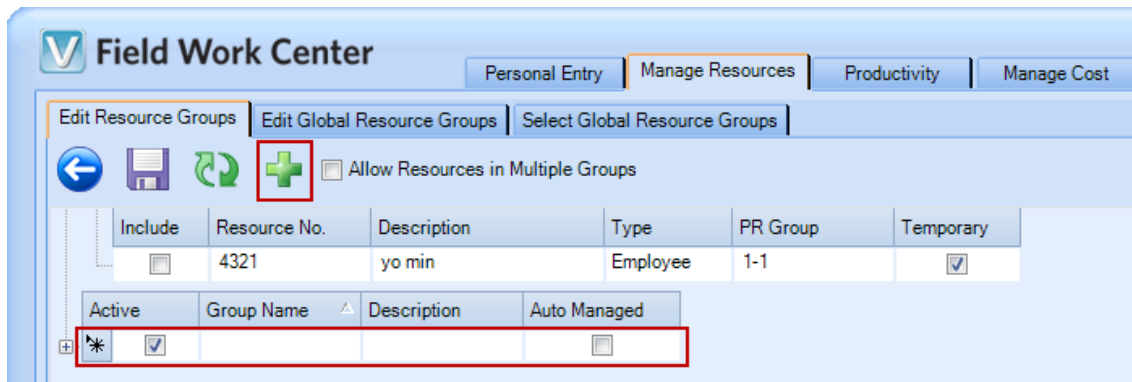 V Field Work Center
Personal Entry Manage Resources Productivity Manage Cost
Edit Resource Groups Edit Global Resource Groups Select Global Resource Groups
Allow Resources in Multiple Groups
Include Resource No. Description Type PR Group Temporary
4321 yo min Employee 1-1
Active Group Name Description Auto Managed